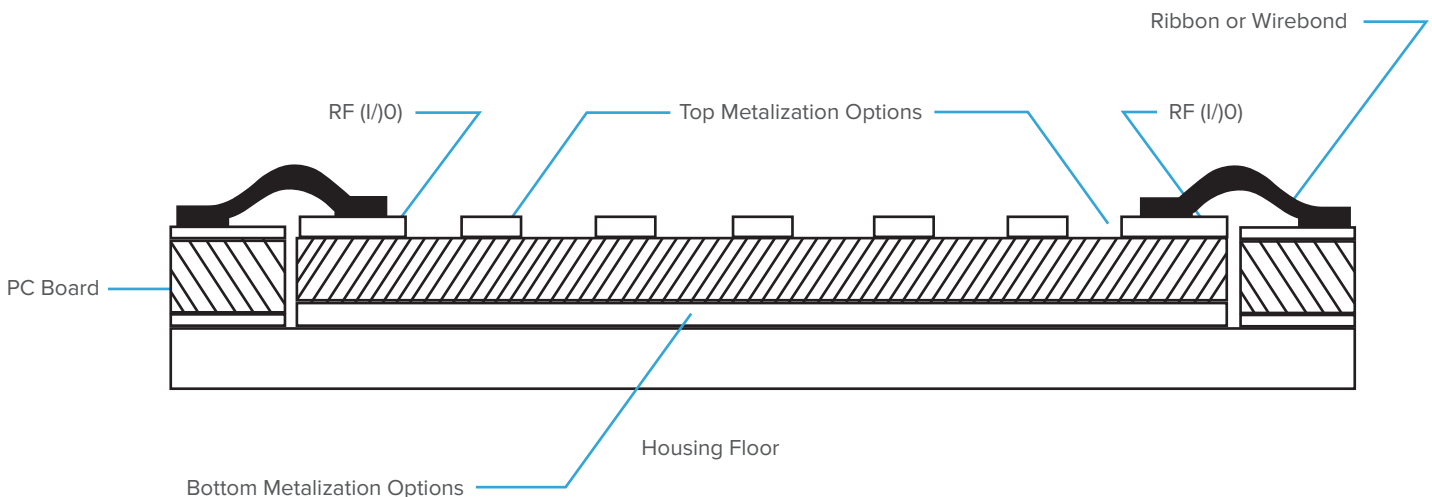 Ribbon or Wirebond
RF (I/)0)
Top Metalization Options
RF (I/)0)
PC Board
Housing Floor
Bottom Metalization Options